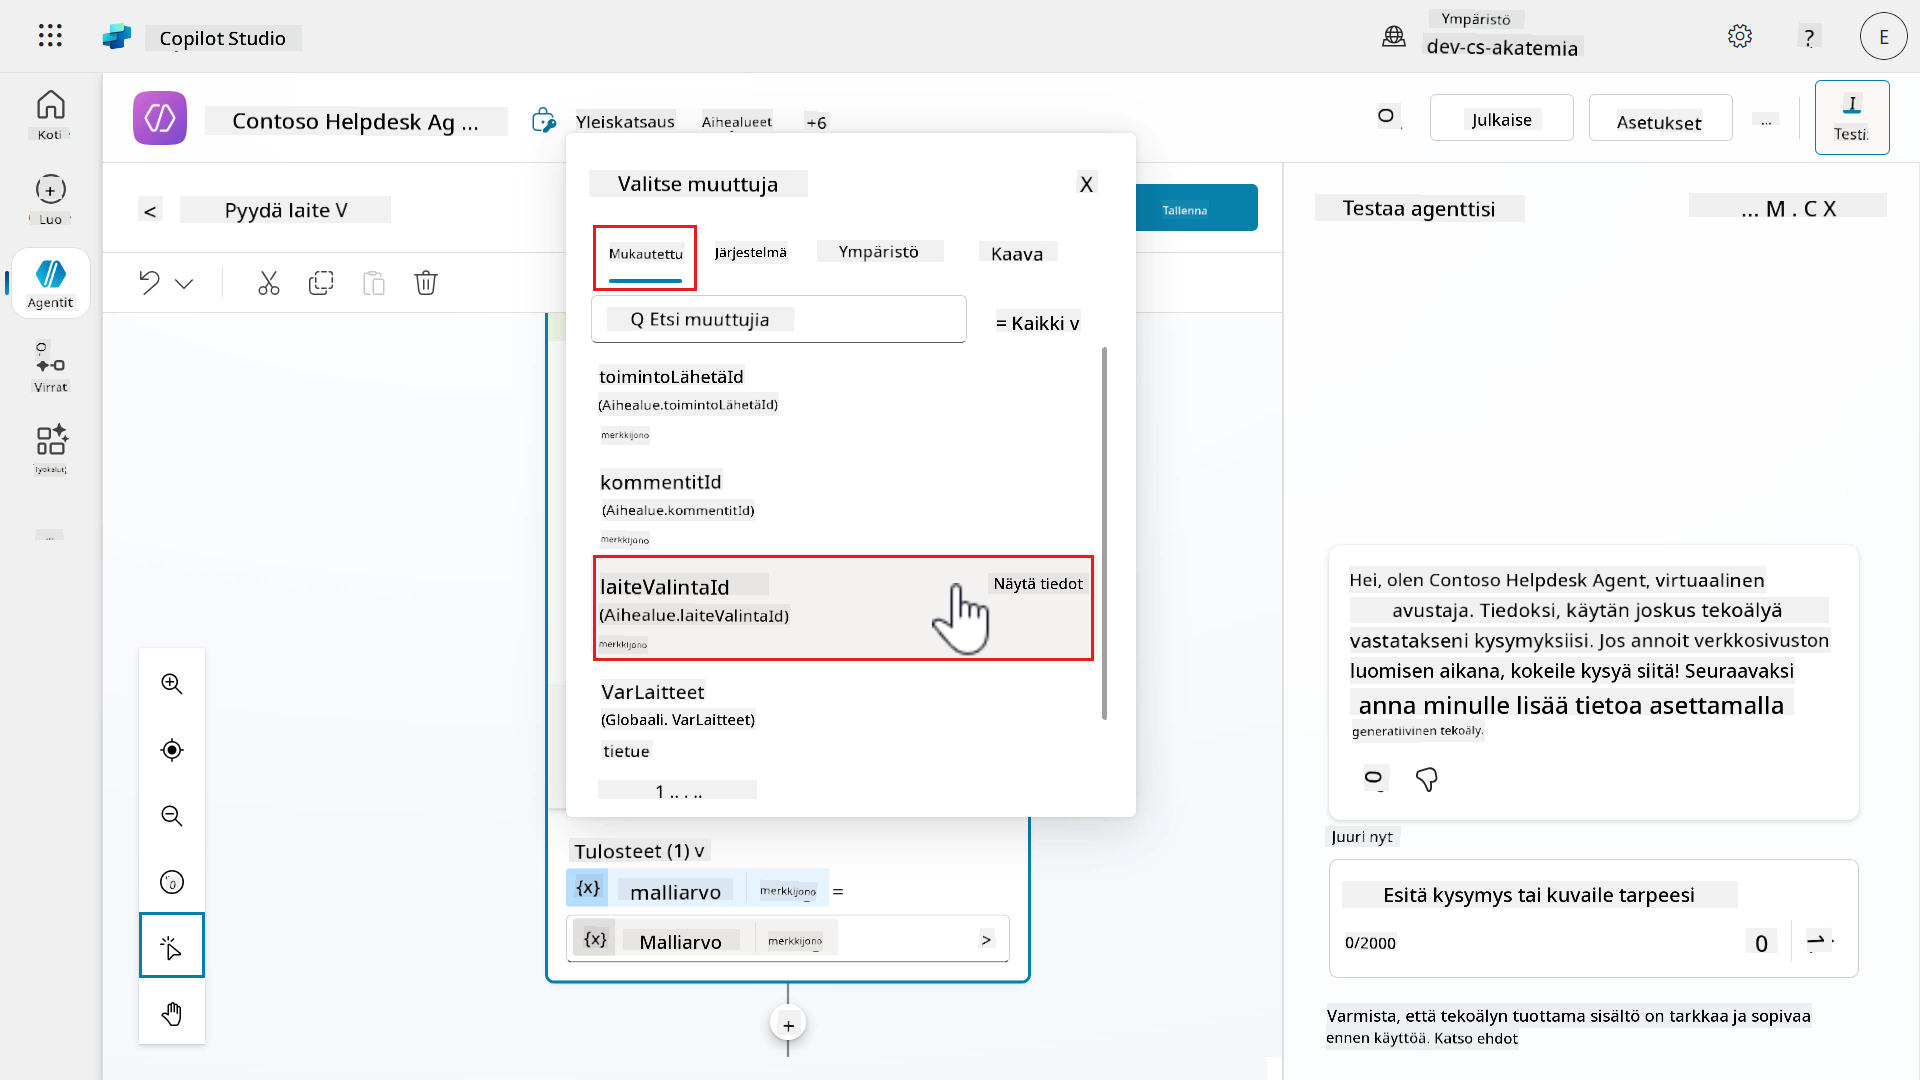 Copilot Studio
Ympäristö
dev-cs-akatemia
?
E
Koti
Luo
Agentit
Virrat
Työkalut
Contoso Helpdesk Ag ...
Yleiskatsaus
Aihealueet
+6
Julkaise
Asetukset
...
Testi:
< Pyydä laite V
Tallenna
Valitse muuttuja
X
Mukautettu
Järjestelmä
Ympäristö
Kaava
Q Etsi muuttujia
= Kaikki v
toimintoLähetäId
(Aihealue.toimintoLähetäId)
merkkijono
kommentitId
(Aihealue.kommentitId)
merkkijono
laiteValintaId
Näytä tiedot
(Aihealue.laiteValintaId)
merkkijono
VarLaitteet
(Globaali. VarLaitteet)
tietue
Tulosteet (1) v
{x} malliarvo merkkijono =
{x} Malliarvo merkkijono >
+
Testaa agenttisi
... M . C X
Hei, olen Contoso Helpdesk Agent, virtuaalinen
avustaja. Tiedoksi, käytän joskus tekoälyä
vastatakseni kysymyksiisi. Jos annoit verkkosivuston
luomisen aikana, kokeile kysyä siitä! Seuraavaksi
anna minulle lisää tietoa asettamalla
generatiivinen tekoäly.
Juuri nyt
Esitä kysymys tai kuvaile tarpeesi
0/2000
0
Varmista, että tekoälyn tuottama sisältö on tarkkaa ja sopivaa
ennen käyttöä. Katso ehdot